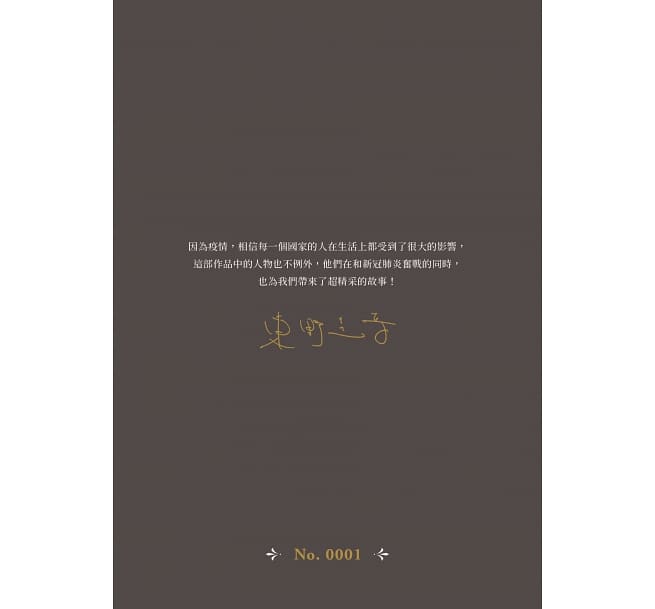 因為疫情，相信每一個國家的人在生活上都受到了很大的影響，
這部作品中的人物也不例外，他們在和新冠肺炎奮戰的同時，
也為我們帶來了超精采的故事！
東野圭吾
No. 0001